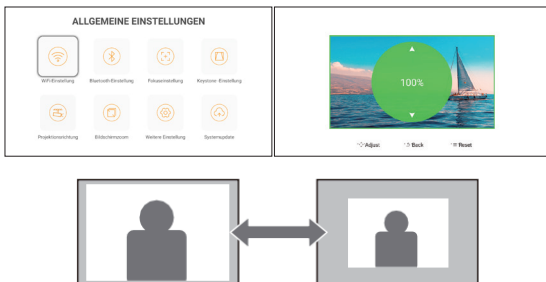 ALLGEMEINE EINSTELLUNGEN
WiFi-Einstellung
Bluetooth-Einstellung
Fokuseinstellung
Keystone -Einstellung
Projektionsrichtung
Bildschirmzoom
Weitere Einstellung
Systemupdate
100%
Adjust
Back
Reset